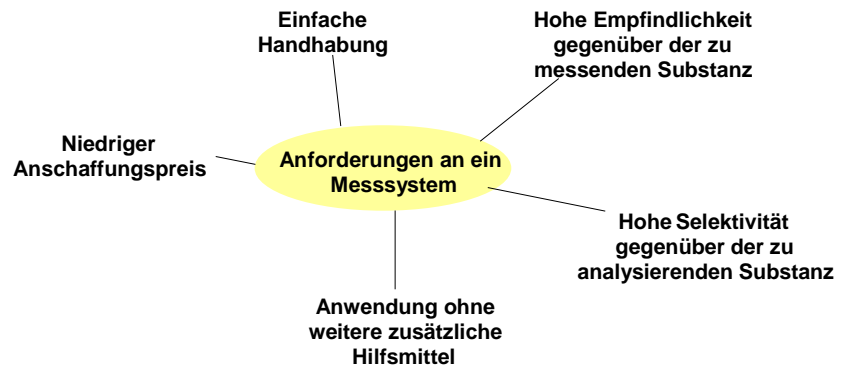 Einfache
Handhabung
Hohe Empfindlichkeit
gegenüber der zu
messenden Substanz
Niedriger
Anschaffungspreis
Anforderungen an ein
Messsystem
Hohe Selektivität
gegenüber der zu
analysierenden Substanz
Anwendung ohne
weitere zusätzliche
Hilfsmittel